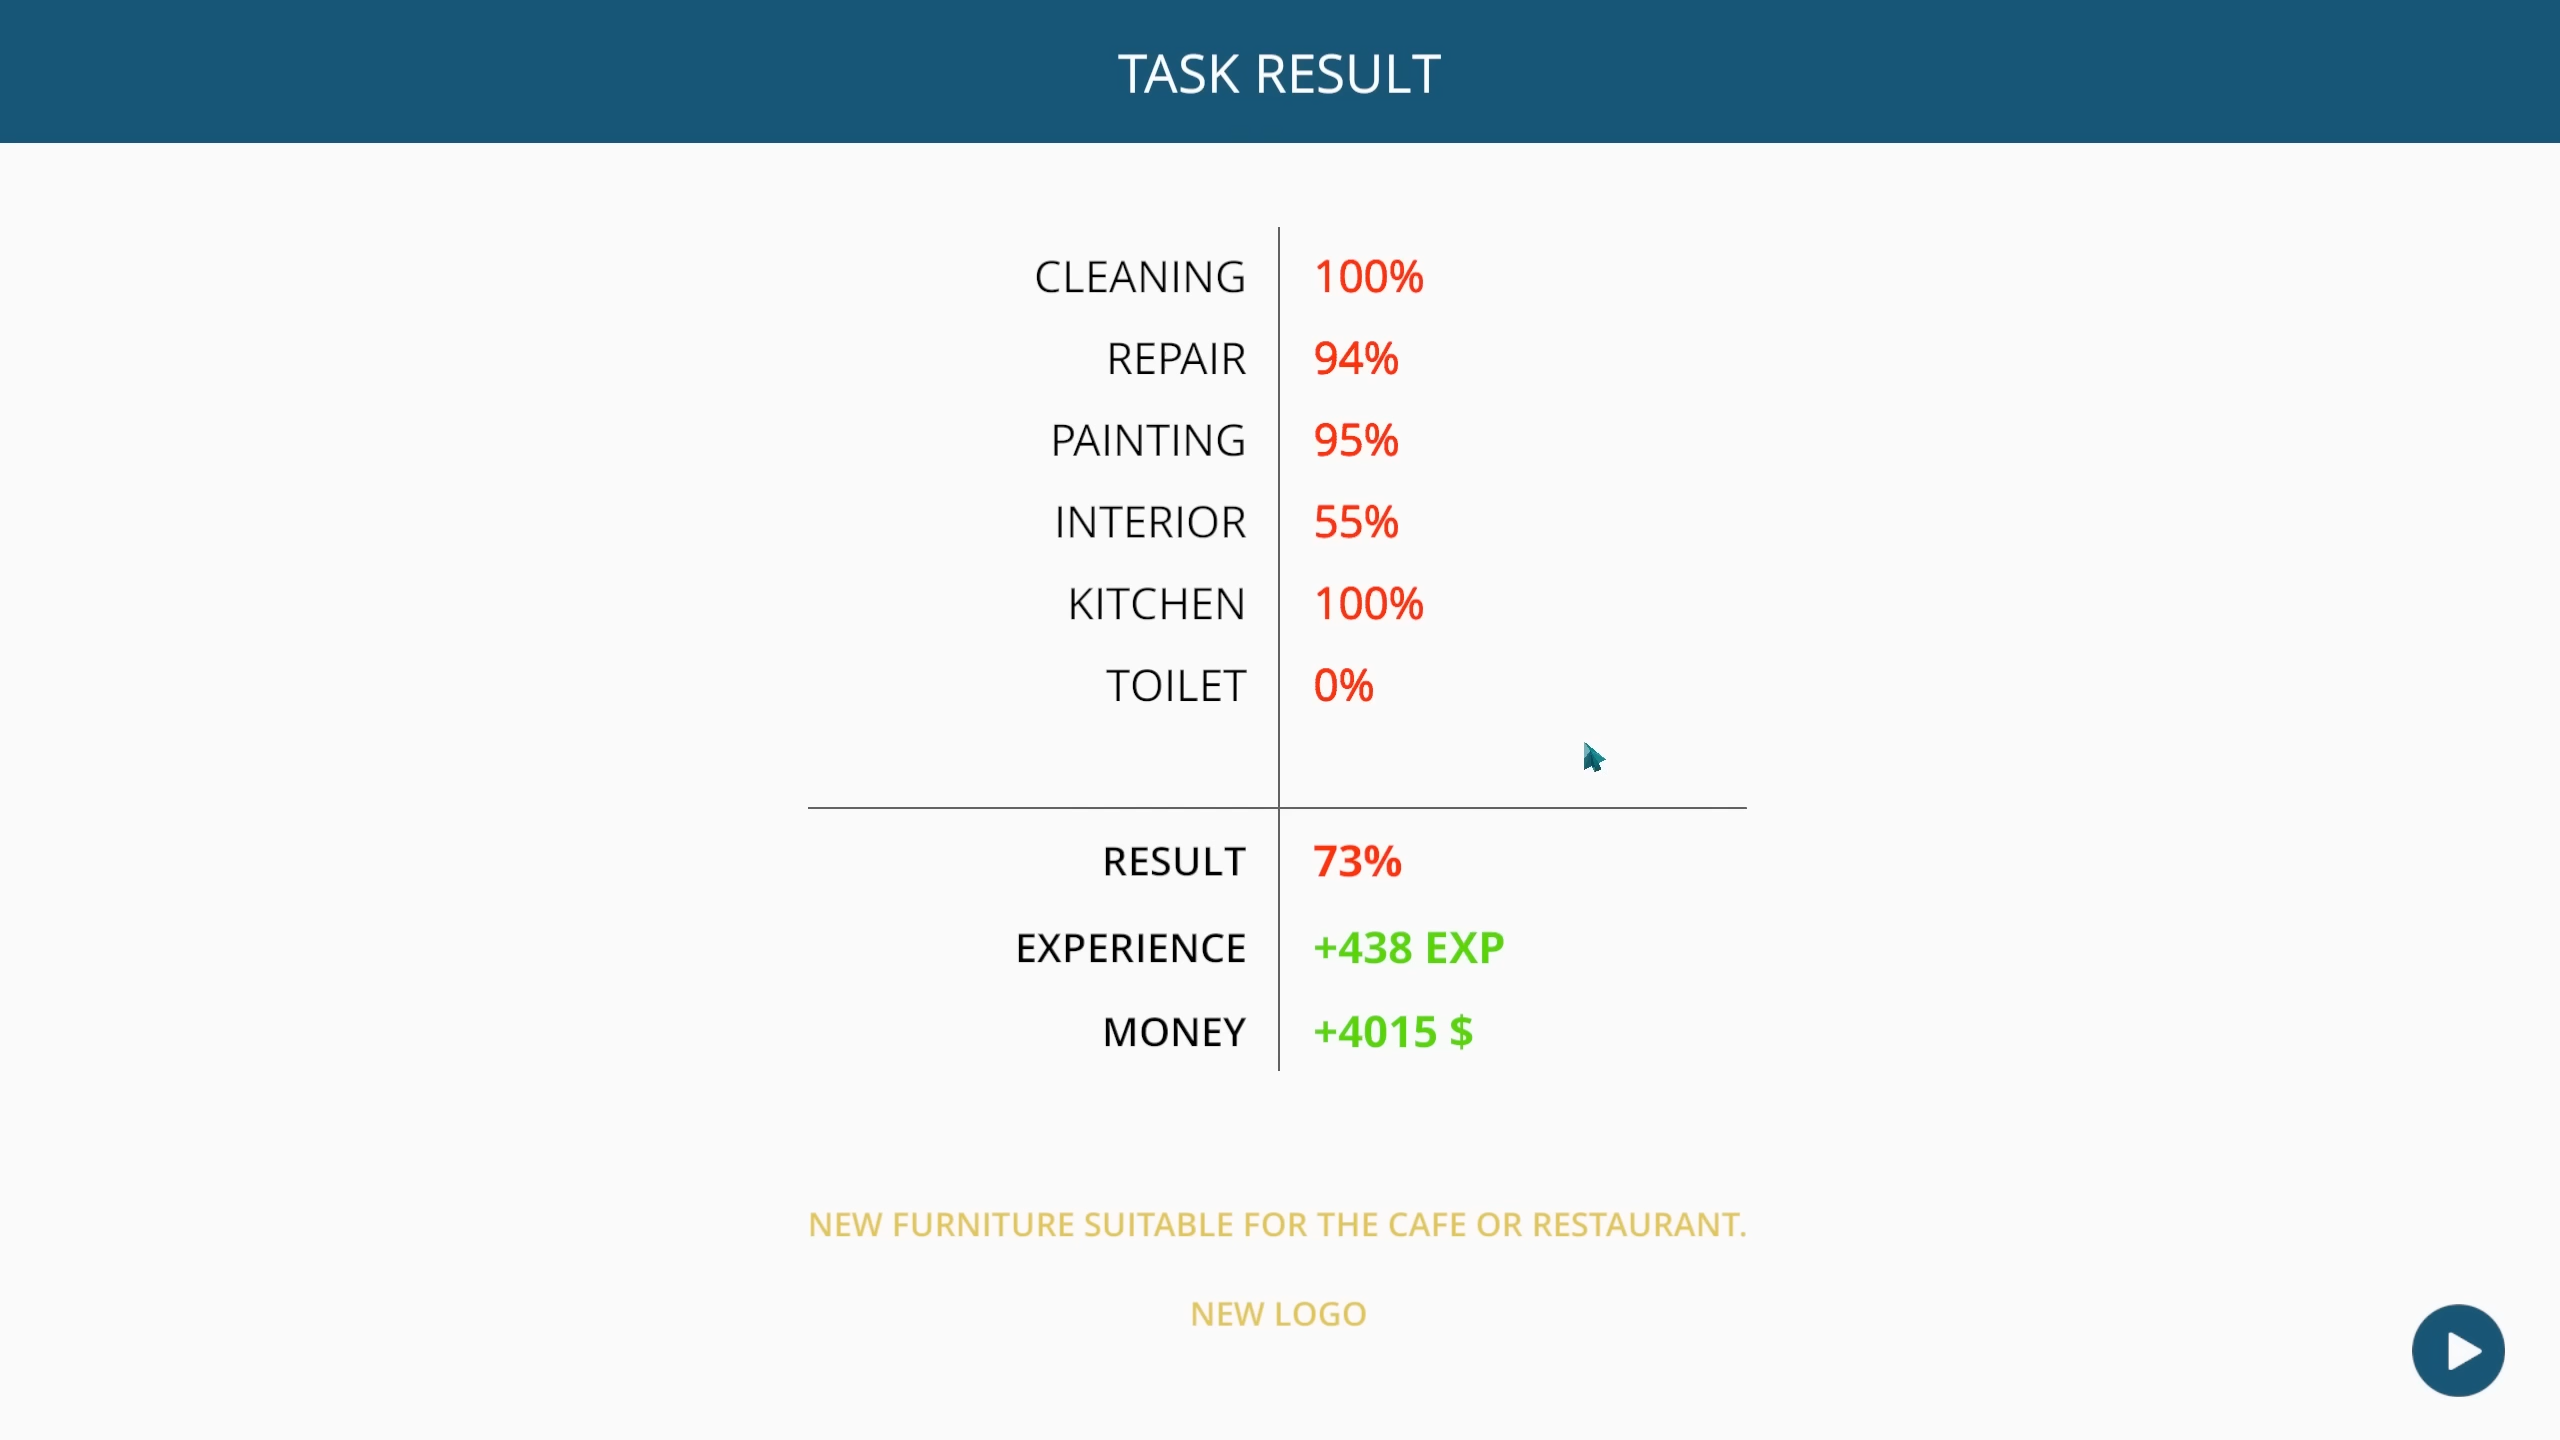 TASK RESULT
CLEANING 100%
REPAIR 94%
PAINTING 95%
INTERIOR 55%
KITCHEN 100%
TOILET 0%
RESULT 73%
EXPERIENCE +438 EXP
MONEY +4015 $
NEW FURNITURE SUITABLE FOR THE CAFE OR RESTAURANT.
NEW LOGO